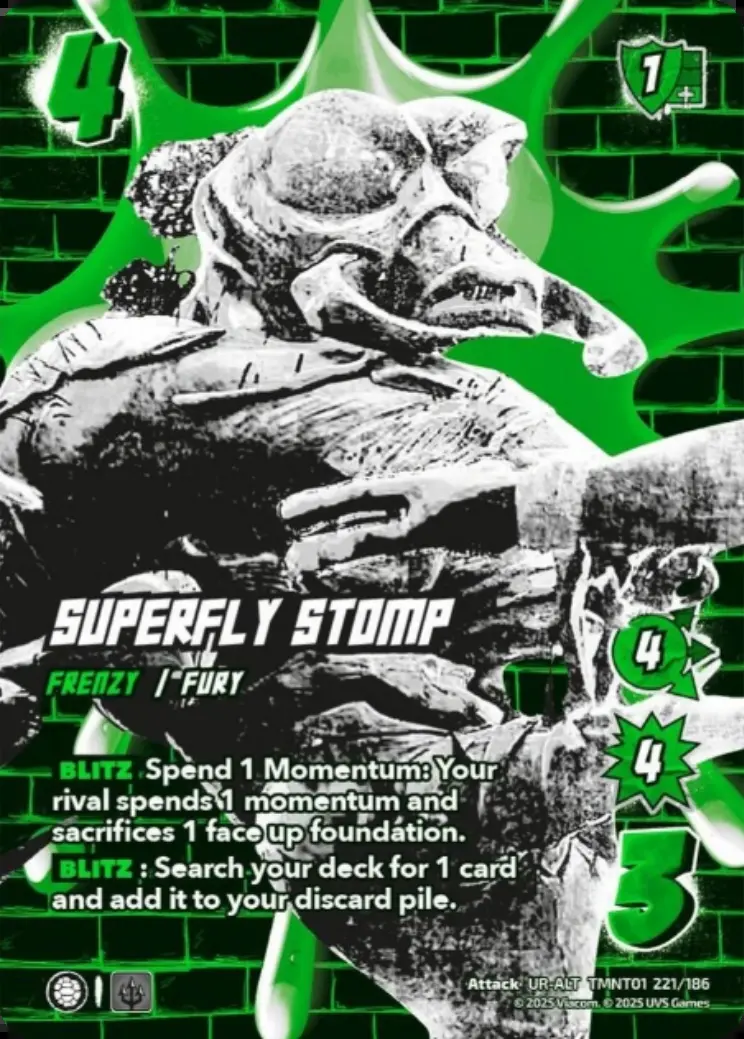 4
1
+
SUPERFLY STOMP
FRENZY / FURY
4
4
BLITZ Spend 1 Momentum: Your
rival spends 1 momentum and
sacrifices 1 face up foundation.
BLITZ : Search your deck for 1 card
and add it to your discard pile.
3
Attack UR-ALT TMNT01 221/186
© 2025 Viacom. © 2025 UVS Games